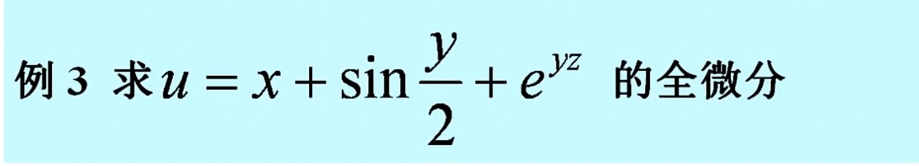 例 3 求 u = x + sin y/2 + e^{yz} 的全微分